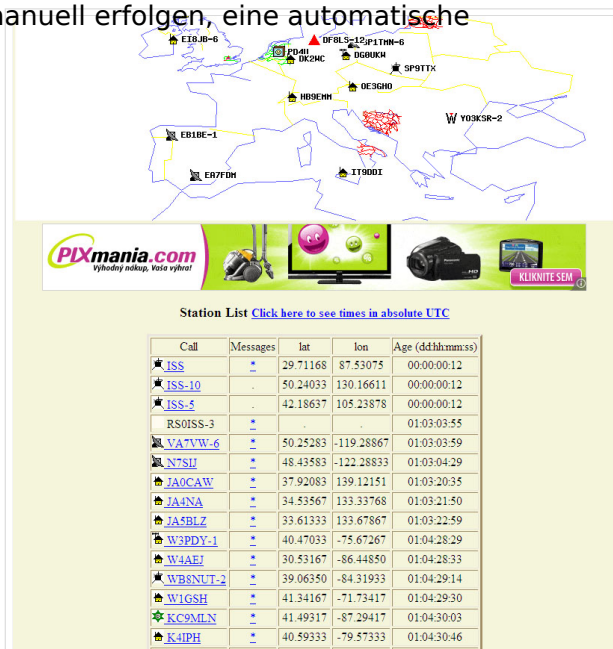 nanuell erfolgen, eine automatische
EI8JB-6
DF8LS-12
SP1TMN-6
PD4U
DK2WC
DG0UKW
SP9TTX
OE3GHO
HB9EMM
YO3KSR-2
EB1BE-1
EA7FDM
IT9DDI
PIXmania.com
Výhodný nákup, Vaša výhra!
KLIKNITE SEM
Station List Click here to see times in absolute UTC
Call Messages lat lon Age (dd:hh:mm:ss)
ISS * 29.71168 87.53075 00:00:00:12
ISS-10 . 50.24033 130.16611 00:00:00:12
ISS-5 . 42.18637 105.23878 00:00:00:12
RS0ISS-3 * . . 01:03:03:55
VA7VW-6 * 50.25283 -119.28867 01:03:03:59
N7SIJ * 48.43583 -122.28833 01:03:04:29
JA0CAW * 37.92083 139.12151 01:03:20:35
JA4NA * 34.53567 133.33768 01:03:21:50
JA5BLZ * 33.61333 133.67867 01:03:22:59
W3PDY-1 * 40.47033 -75.67267 01:04:28:29
W4AEJ * 30.53167 -86.44850 01:04:28:33
WB8NUT-2 * 39.06350 -84.31933 01:04:29:14
W1GSH * 41.34167 -71.73417 01:04:29:30
KC9MLN * 41.49317 -87.29417 01:04:30:03
K4IPH * 40.59333 -79.57333 01:04:30:46